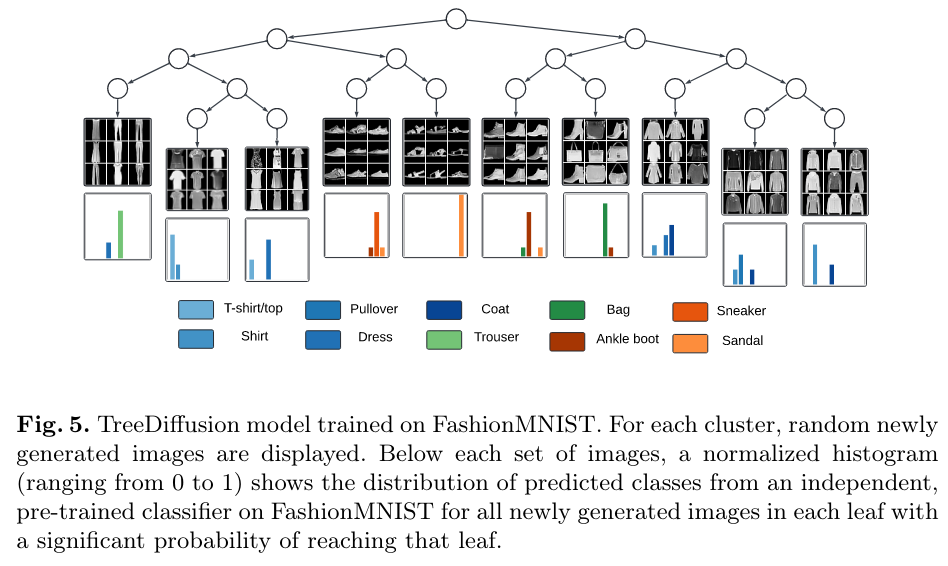 T-shirt/top Pullover Coat Bag Sneaker
Shirt Dress Trouser Ankle boot Sandal
Fig. 5. TreeDiffusion model trained on FashionMNIST. For each cluster, random newly
generated images are displayed. Below each set of images, a normalized histogram
(ranging from 0 to 1) shows the distribution of predicted classes from an independent,
pre-trained classifier on FashionMNIST for all newly generated images in each leaf with
a significant probability of reaching that leaf.